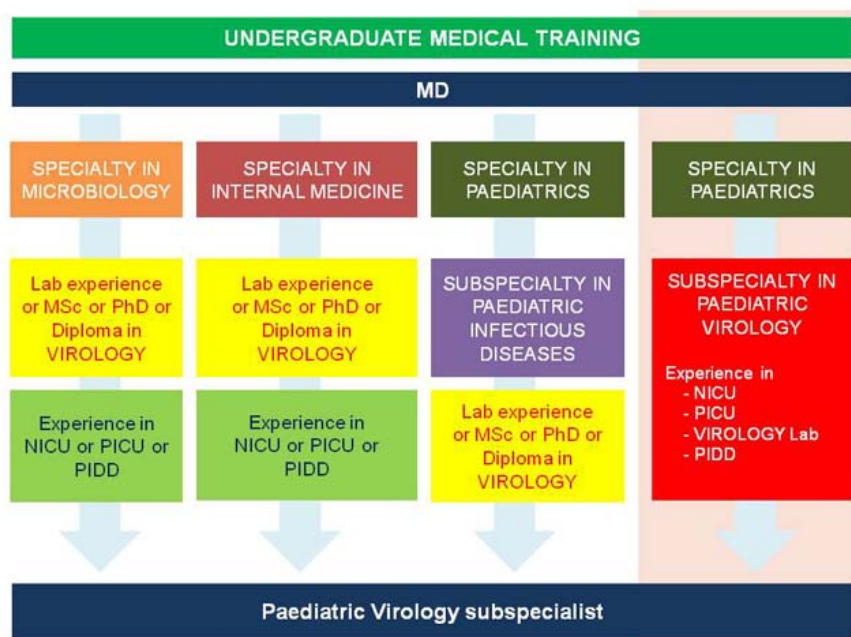 UNDERGRADUATE MEDICAL TRAINING
MD
SPECIALTY IN
MICROBIOLOGY
SPECIALTY IN
INTERNAL MEDICINE
SPECIALTY IN
PAEDIATRICS
SPECIALTY IN
PAEDIATRICS
Lab experience
or MSc or PhD or
Diploma in
VIROLOGY
Lab experience
or MSc or PhD or
Diploma in
VIROLOGY
SUBSPECIALTY IN
PAEDIATRIC
INFECTIOUS
DISEASES
SUBSPECIALTY IN
PAEDIATRIC
VIROLOGY
Experience in
- NICU
- PICU
- VIROLOGY Lab
- PIDD
Experience in
NICU or PICU or
PIDD
Experience in
NICU or PICU or
PIDD
Lab experience
or MSc or PhD or
Diploma in
VIROLOGY
Paediatric Virology subspecialist